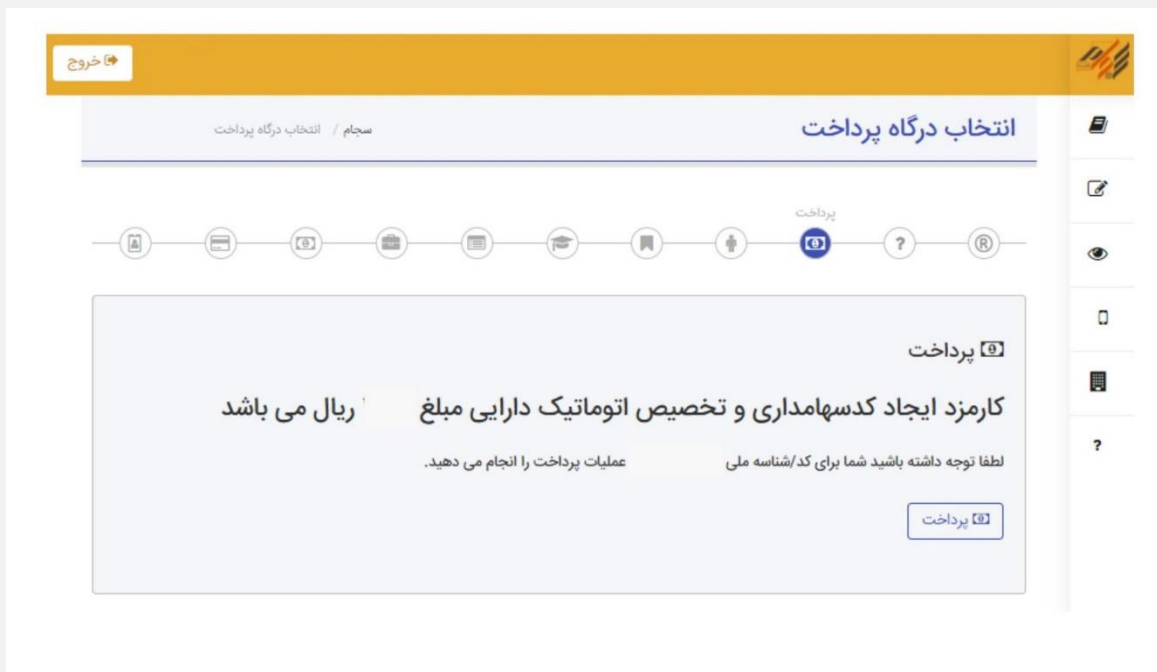 خروج
انتخاب درگاه پرداخت
سجام / انتخاب درگاه پرداخت
پرداخت
پرداخت
کارمزد ایجاد کدسهامداری و تخصیص اتوماتیک دارایی مبلغ ریال می باشد
لطفا توجه داشته باشید شما برای کد/شناسه ملی عملیات پرداخت را انجام می دهید.
پرداخت